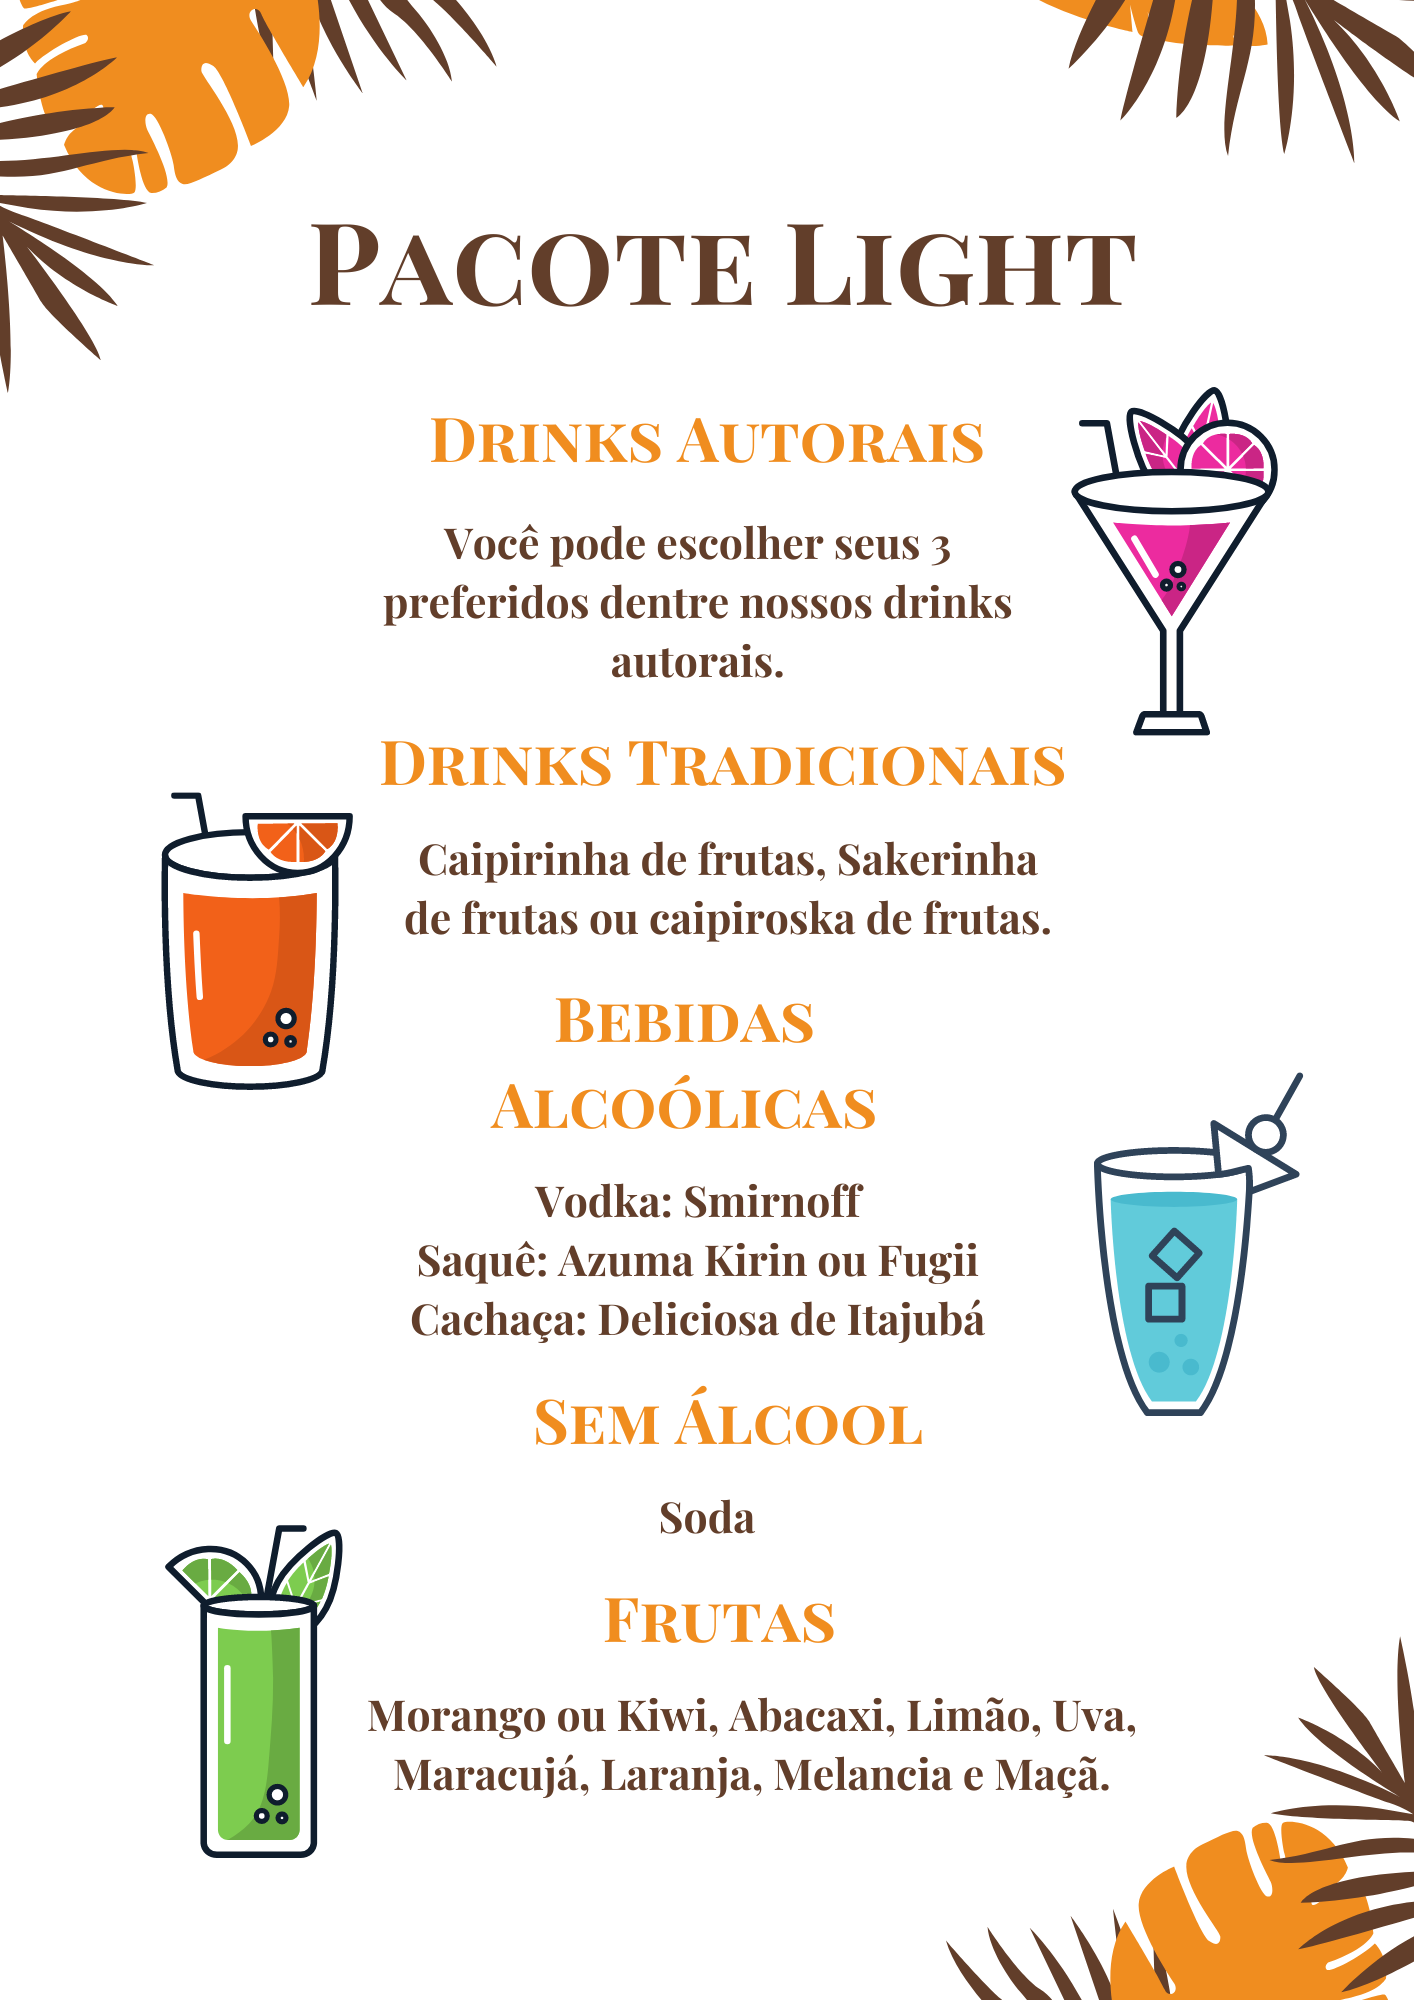 Pacote Light
Drinks Autorais
Você pode escolher seus 3
preferidos dentre nossos drinks
autorais.
Drinks Tradicionais
Caipirinha de frutas, Sakerinha
de frutas ou caipiroska de frutas.
Bebidas
Alcoólicas
Vodka: Smirnoff
Saquê: Azuma Kirin ou Fugii
Cachaça: Deliciosa de Itajubá
Sem Álcool
Soda
Frutas
Morango ou Kiwi, Abacaxi, Limão, Uva,
Maracujá, Laranja, Melancia e Maçã.